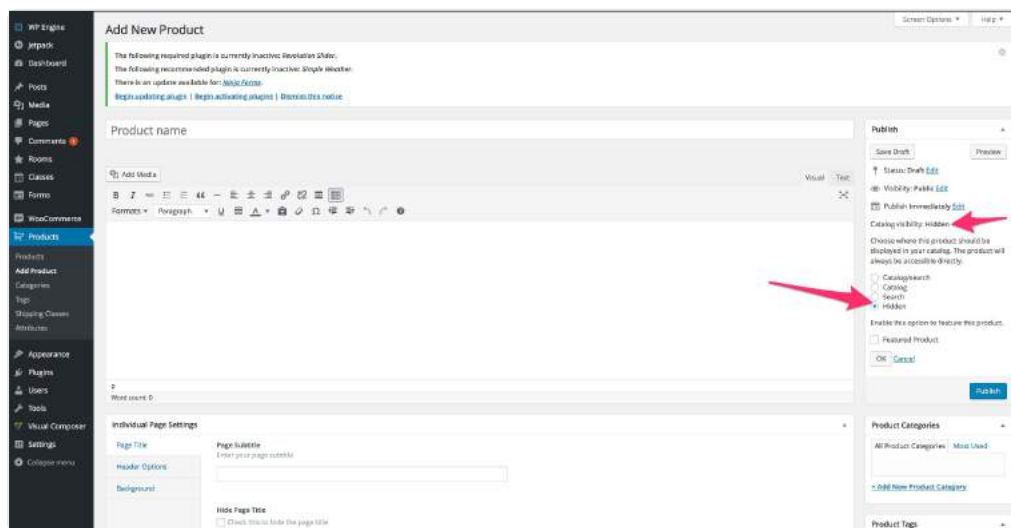 Screen Options
Help
WP Engine
Jetpack
Dashboard
Posts
Media
Pages
Comments 1
Rooms
Classes
Forms
WooCommerce
Products
Products
Add Product
Categories
Tags
Shipping Classes
Attributes
Appearance
Plugins
Users
Tools
Visual Composer
Settings
Collapse menu
Add New Product
The following required plugin is currently inactive: Revolution Slider.
The following recommended plugin is currently inactive: Simple Weather.
There is an update available for: Ninja Forms.
Begin updating plugin | Begin activating plugins | Dismiss this notice
Product name
Add Media
Visual Text
B I
Formats Paragraph U A
P
Word count: 0
Individual Page Settings
Page Title
Header Options
Background
Page Subtitle
Enter your page subtitle
Hide Page Title
Check this to hide the page title
Publish
Save Draft Preview
Status: Draft Edit
Visibility: Public Edit
Publish immediately Edit
Catalog visibility: Hidden
Choose where this product should be
displayed in your catalog. The product will
always be accessible directly.
Catalog/search
Catalog
Search
Hidden
Enable this option to feature this product.
Featured Product
OK Cancel
Publish
Product Categories
All Product Categories Most Used
+ Add New Product Category
Product Tags